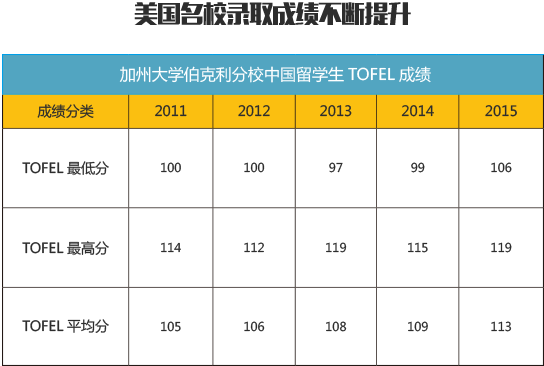 美国名校录取成绩不断提升
加州大学伯克利分校中国留学生 TOFEL 成绩
成绩分类 2011 2012 2013 2014 2015
TOFEL 最低分 100 100 97 99 106
TOFEL 最高分 114 112 119 115 119
TOFEL 平均分 105 106 108 109 113